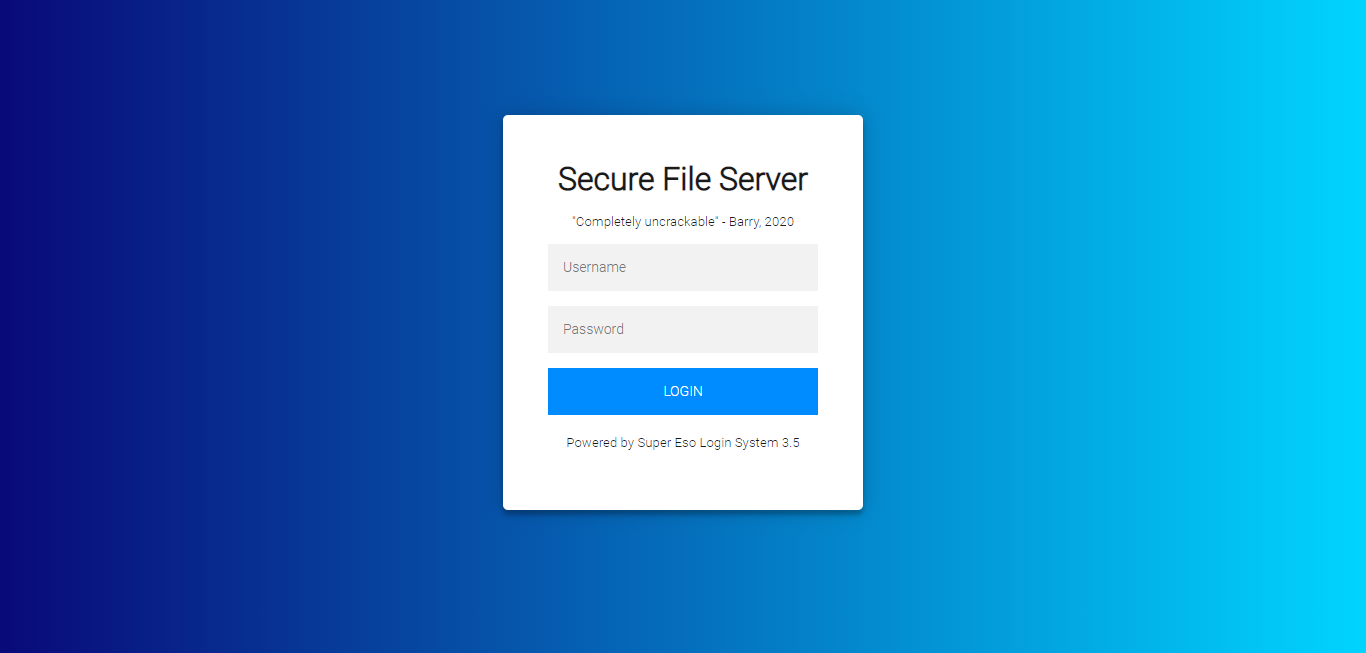 Secure File Server
"Completely uncrackable" - Barry, 2020
Username
Password
LOGIN
Powered by Super Eso Login System 3.5